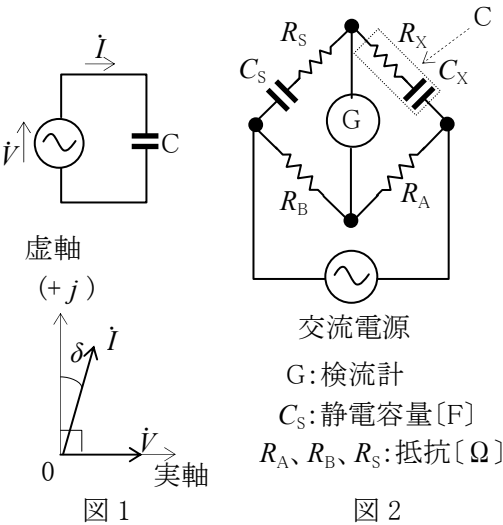 İ
V̇
C
虚軸
(+ j )
δ
İ
V̇
0
実軸
図 1
C
R_S
R_X
C_S
C_X
G
R_B
R_A
交流電源
G:検流計
C_S:静電容量〔F〕
R_A、R_B、R_S:抵抗〔Ω〕
図 2